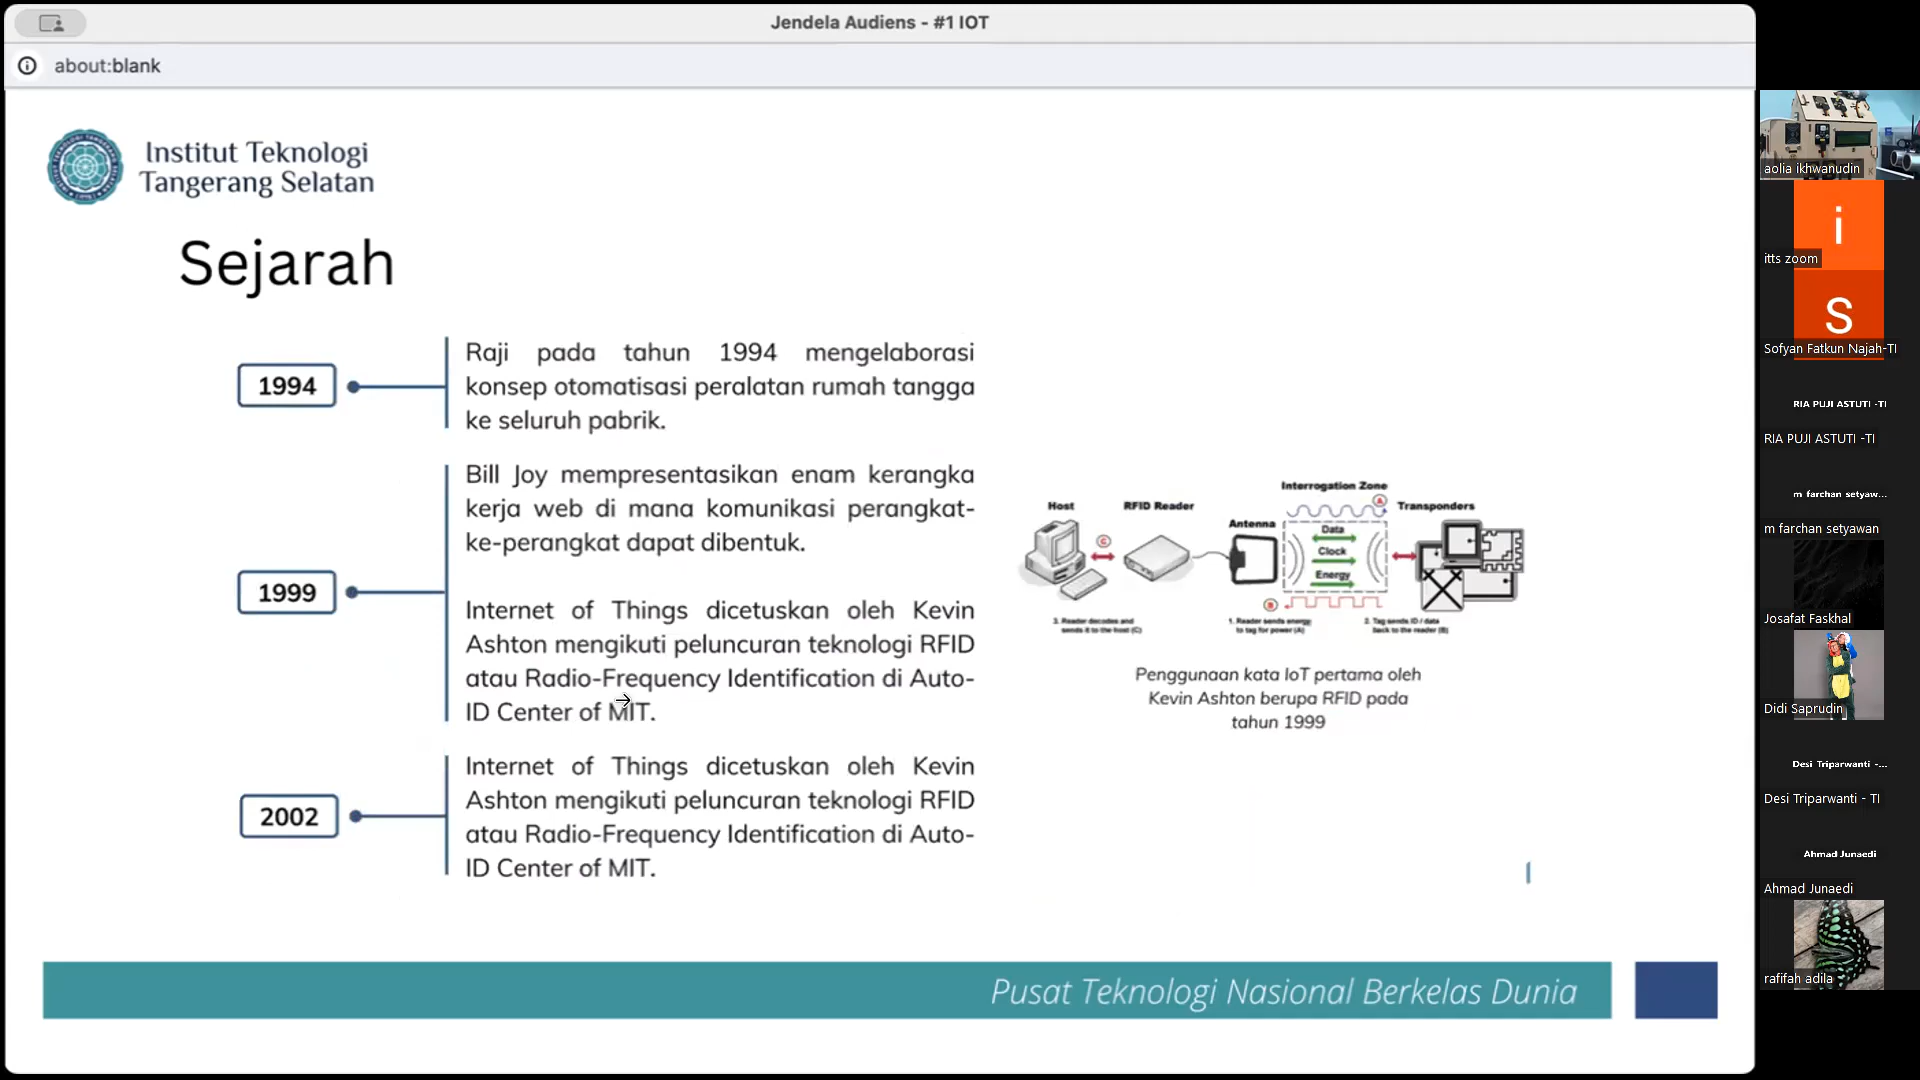 Jendela Audiens - #1 IOT
about:blank
Institut Teknologi
Tangerang Selatan
Sejarah
1994
Raji pada tahun 1994 mengelaborasi
konsep otomatisasi peralatan rumah tangga
ke seluruh pabrik.
1999
Bill Joy mempresentasikan enam kerangka
kerja web di mana komunikasi perangkat-
ke-perangkat dapat dibentuk.
Internet of Things dicetuskan oleh Kevin
Ashton mengikuti peluncuran teknologi RFID
atau Radio-Frequency Identification di Auto-
ID Center of MIT.
2002
Internet of Things dicetuskan oleh Kevin
Ashton mengikuti peluncuran teknologi RFID
atau Radio-Frequency Identification di Auto-
ID Center of MIT.
Host
RFID Reader
Antenna
Interrogation Zone
Transponders
A
C
Data
Clock
Energy
B
3. Reader decodes and
sends it to the host (C)
1. Reader sends energy
to tag for power (A)
2. Tag sends ID / data
back to the reader (B)
Penggunaan kata IoT pertama oleh
Kevin Ashton berupa RFID pada
tahun 1999
Pusat Teknologi Nasional Berkelas Dunia
aolia ikhwanudin
i
itts zoom
S
Sofyan Fatkun Najah-TI
RIA PUJI ASTUTI -TI
RIA PUJI ASTUTI -TI
m farchan setyaw...
m farchan setyawan
Josafat Faskhal
Didi Saprudin
Desi Triparwanti -...
Desi Triparwanti - TI
Ahmad Junaedi
Ahmad Junaedi
rafifah adila